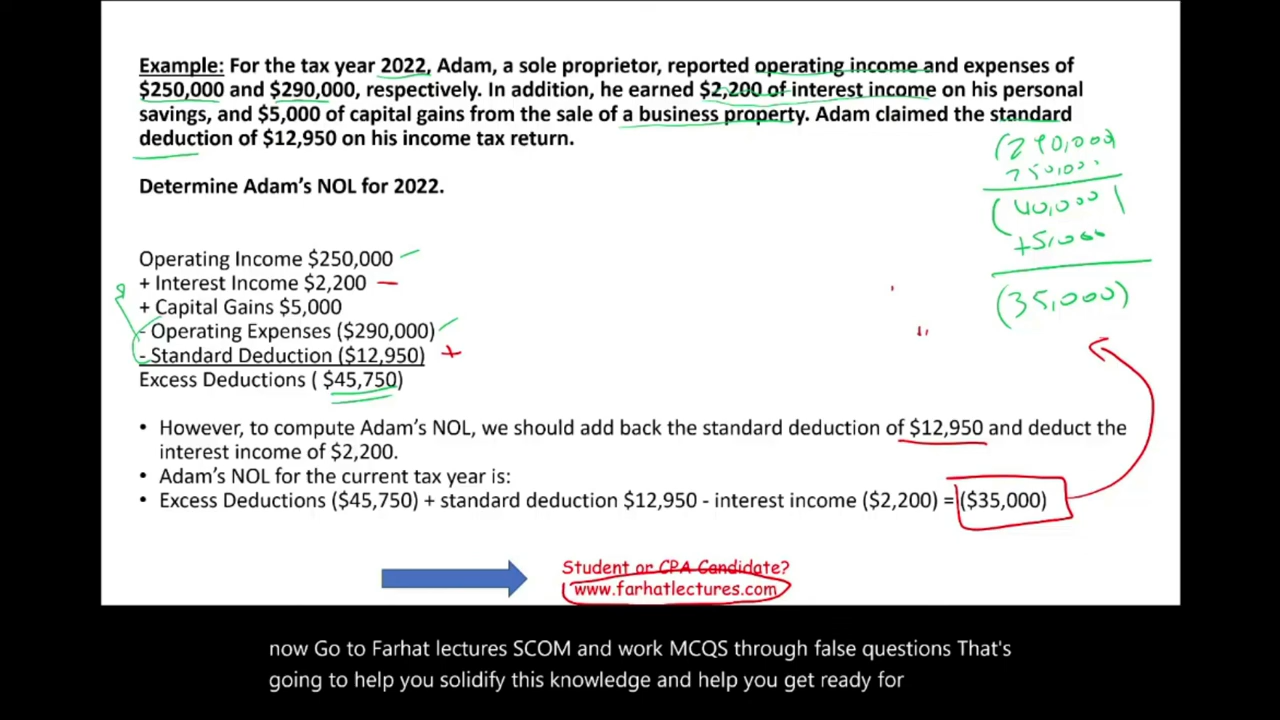 Example: For the tax year 2022, Adam, a sole proprietor, reported operating income and expenses of
$250,000 and $290,000, respectively. In addition, he earned $2,200 of interest income on his personal
savings, and $5,000 of capital gains from the sale of a business property. Adam claimed the standard
deduction of $12,950 on his income tax return.
(290,000)
250,000
(40,000)
+5,000
(35,000)
Determine Adam's NOL for 2022.
Operating Income $250,000
+ Interest Income $2,200
+ Capital Gains $5,000
- Operating Expenses ($290,000)
- Standard Deduction ($12,950)
Excess Deductions ( $45,750)
• However, to compute Adam's NOL, we should add back the standard deduction of $12,950 and deduct the
interest income of $2,200.
• Adam's NOL for the current tax year is:
• Excess Deductions ($45,750) + standard deduction $12,950 - interest income ($2,200) = ($35,000)
Student or CPA Candidate?
www.farhatlectures.com
now Go to Farhat lectures SCOM and work MCQS through false questions That's
going to help you solidify this knowledge and help you get ready for